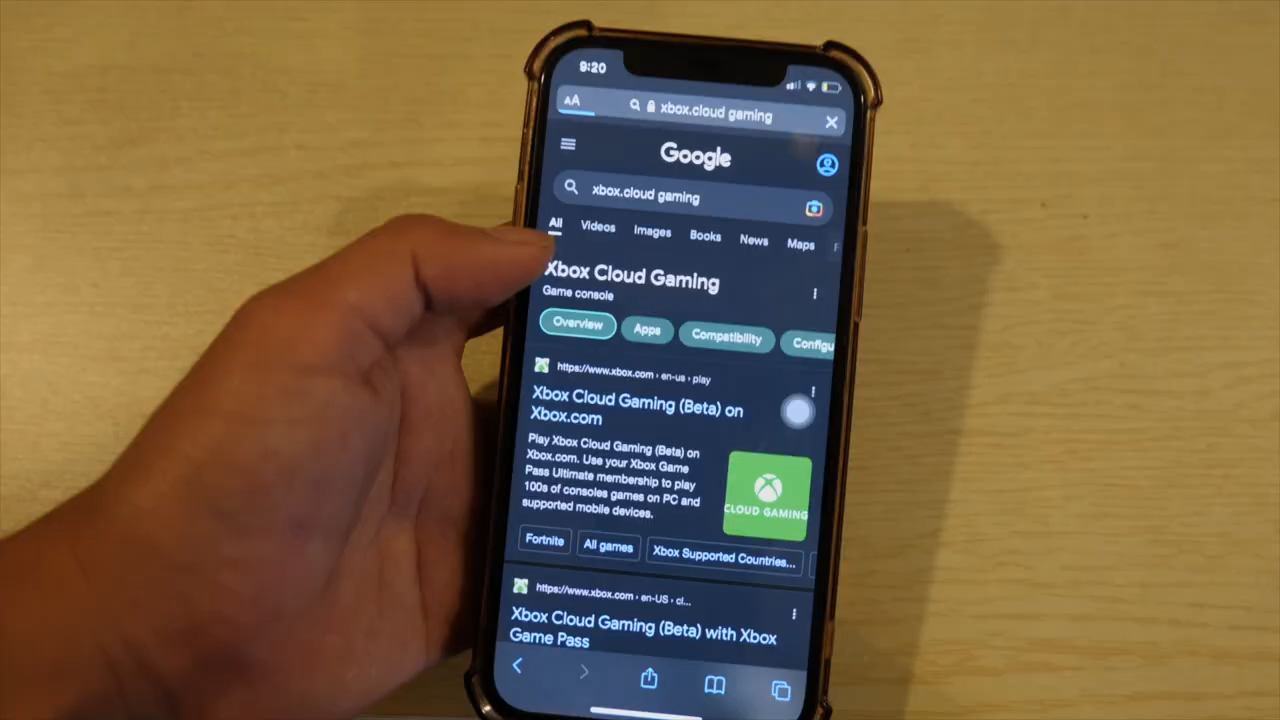 9:20
AA xbox.cloud gaming
Google
xbox.cloud gaming
All Videos Images Books News Maps F
Xbox Cloud Gaming
Game console
Overview Apps Compatibility Configu
https://www.xbox.com › en-us › play
Xbox Cloud Gaming (Beta) on
Xbox.com
Play Xbox Cloud Gaming (Beta) on
Xbox.com. Use your Xbox Game
Pass Ultimate membership to play
100s of consoles games on PC and
supported mobile devices.
CLOUD GAMING
Fortnite All games Xbox Supported Countries...
https://www.xbox.com › en-US › cl...
Xbox Cloud Gaming (Beta) with Xbox
Game Pass